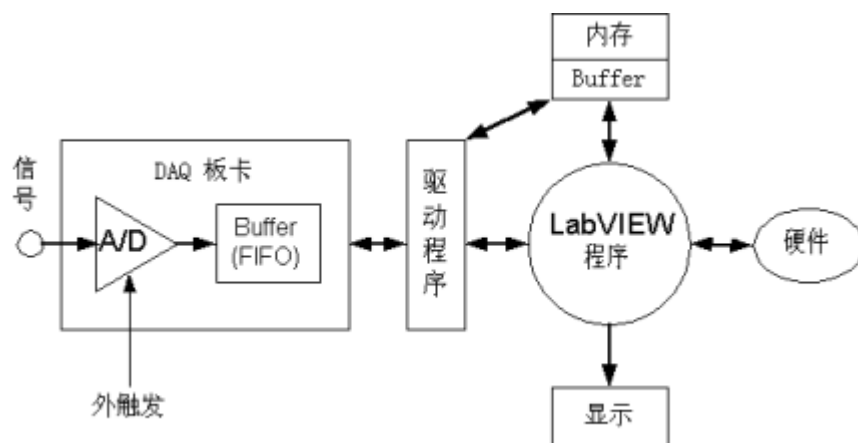 内存
Buffer
信
号
DAQ 板卡
A/D
Buffer
(FIFO)
驱
动
程
序
LabVIEW
程序
硬件
外触发
显示